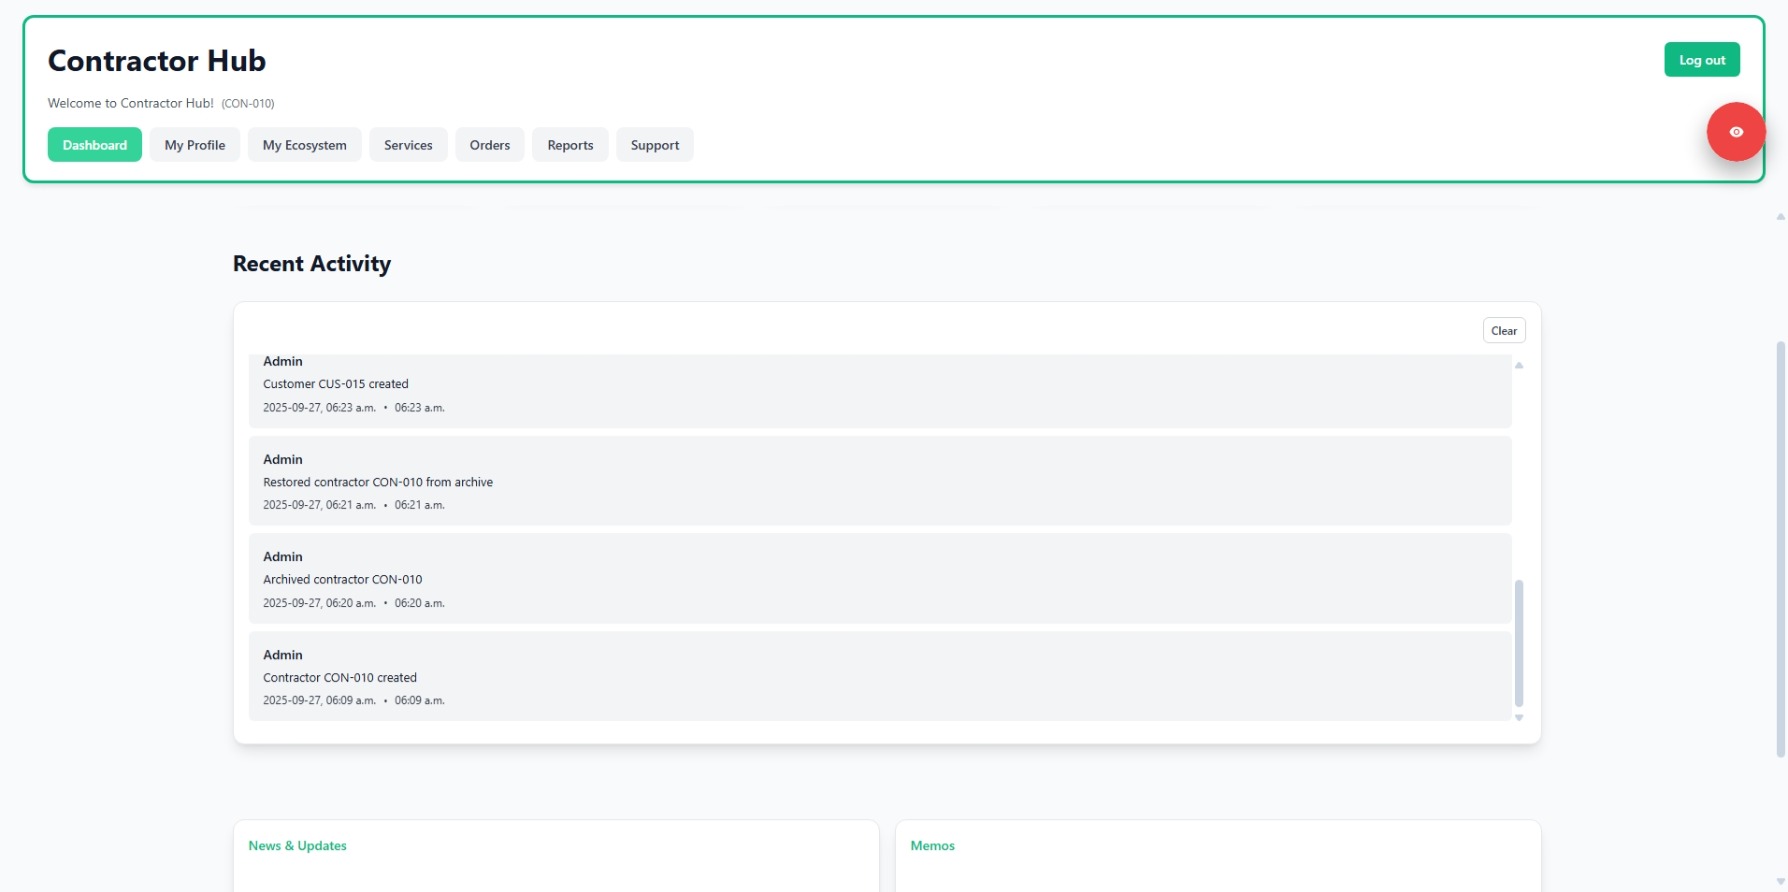 Contractor Hub
Log out
Welcome to Contractor Hub! (CON-010)
Dashboard
My Profile
My Ecosystem
Services
Orders
Reports
Support
Recent Activity
Clear
Admin
Customer CUS-015 created
2025-09-27, 06:23 a.m. • 06:23 a.m.
Admin
Restored contractor CON-010 from archive
2025-09-27, 06:21 a.m. • 06:21 a.m.
Admin
Archived contractor CON-010
2025-09-27, 06:20 a.m. • 06:20 a.m.
Admin
Contractor CON-010 created
2025-09-27, 06:09 a.m. • 06:09 a.m.
News & Updates
Memos